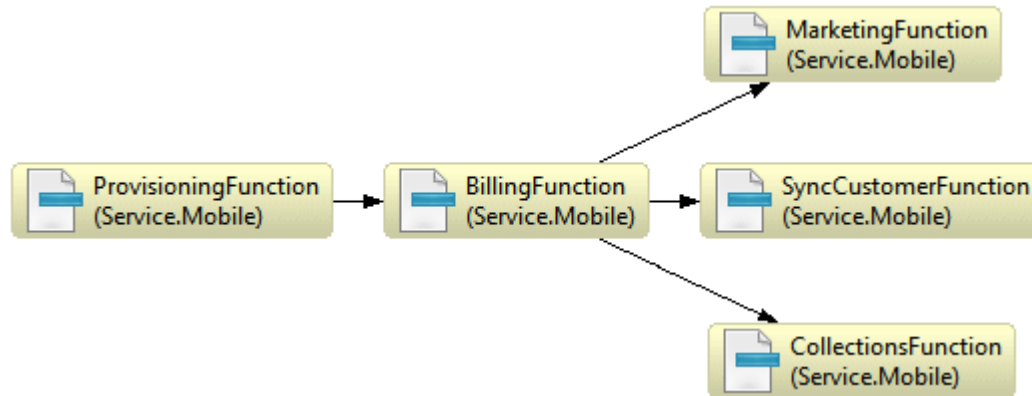 MarketingFunction
(Service.Mobile)
ProvisioningFunction
(Service.Mobile)
BillingFunction
(Service.Mobile)
SyncCustomerFunction
(Service.Mobile)
CollectionsFunction
(Service.Mobile)